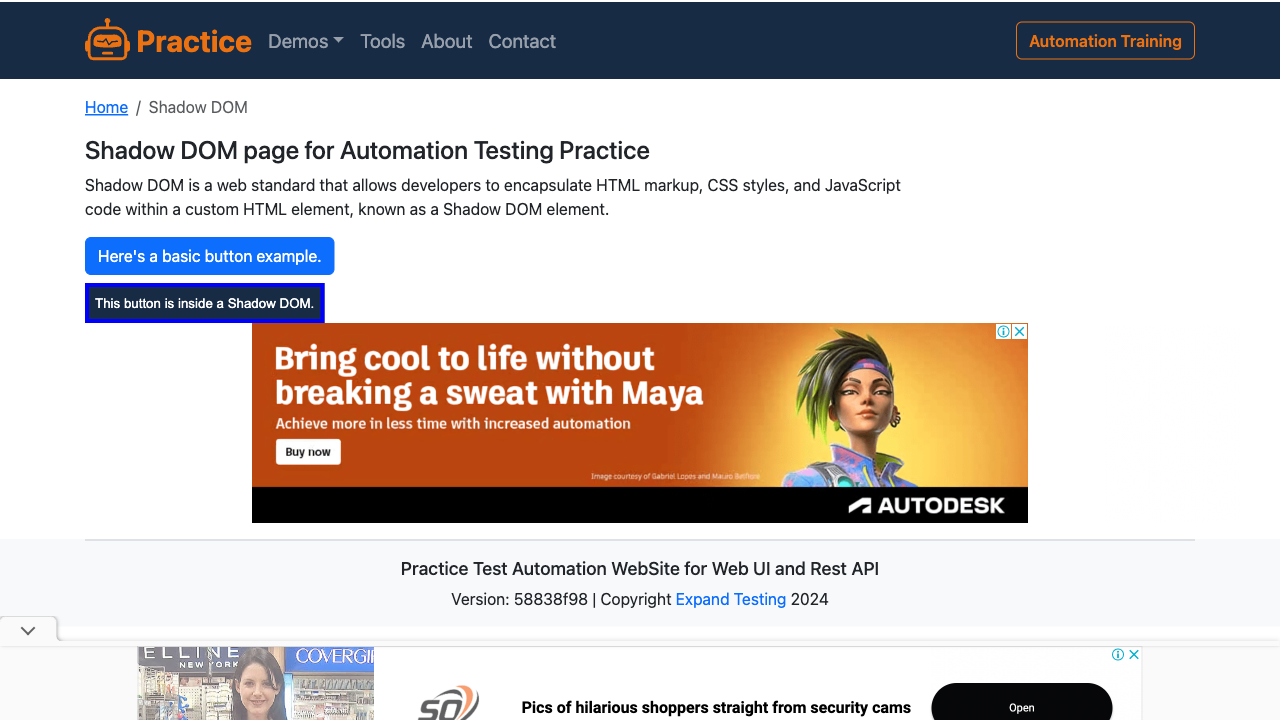 Practice
Demos
Tools
About
Contact
Automation Training
Home / Shadow DOM
Shadow DOM page for Automation Testing Practice
Shadow DOM is a web standard that allows developers to encapsulate HTML markup, CSS styles, and JavaScript
code within a custom HTML element, known as a Shadow DOM element.
Here's a basic button example.
This button is inside a Shadow DOM.
Bring cool to life without
breaking a sweat with Maya
Achieve more in less time with increased automation
Buy now
Image courtesy of Gabriel Lopes and Mauro Baflioni
AUTODESK
Practice Test Automation WebSite for Web UI and Rest API
Version: 58838f98 | Copyright Expand Testing 2024
NEW YORK
Pics of hilarious shoppers straight from security cams
Open